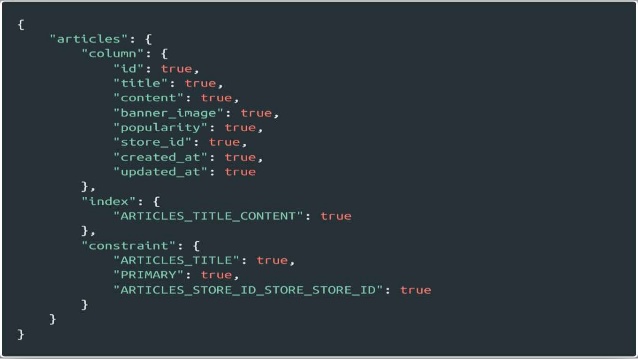 {
    "articles": {
        "column": {
            "id": true,
            "title": true,
            "content": true,
            "banner_image": true,
            "popularity": true,
            "store_id": true,
            "created_at": true,
            "updated_at": true
        },
        "index": {
            "ARTICLES_TITLE_CONTENT": true
        },
        "constraint": {
            "ARTICLES_TITLE": true,
            "PRIMARY": true,
            "ARTICLES_STORE_ID_STORE_STORE_ID": true
        }
    }
}